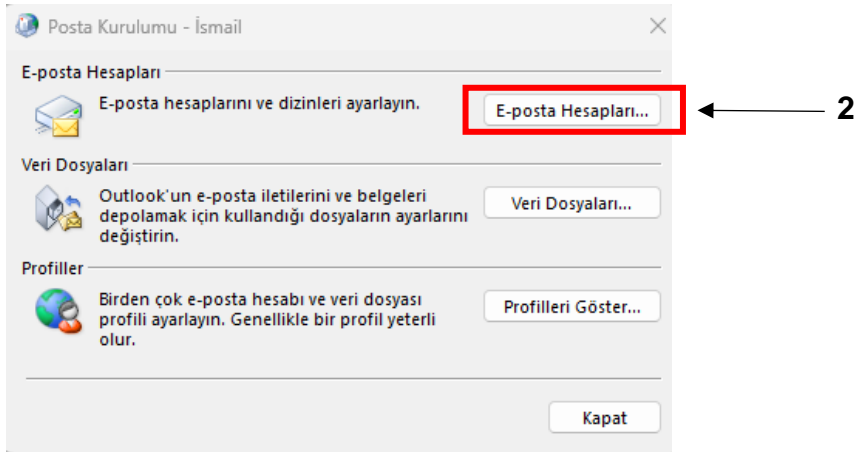 Posta Kurulumu - İsmail
E-posta Hesapları
E-posta hesaplarını ve dizinleri ayarlayın.
E-posta Hesapları...
2
Veri Dosyaları
Outlook'un e-posta iletilerini ve belgeleri
depolamak için kullandığı dosyaların ayarlarını
değiştirin.
Veri Dosyaları...
Profiller
Birden çok e-posta hesabı ve veri dosyası
profili ayarlayın. Genellikle bir profil yeterli
olur.
Profilleri Göster...
Kapat